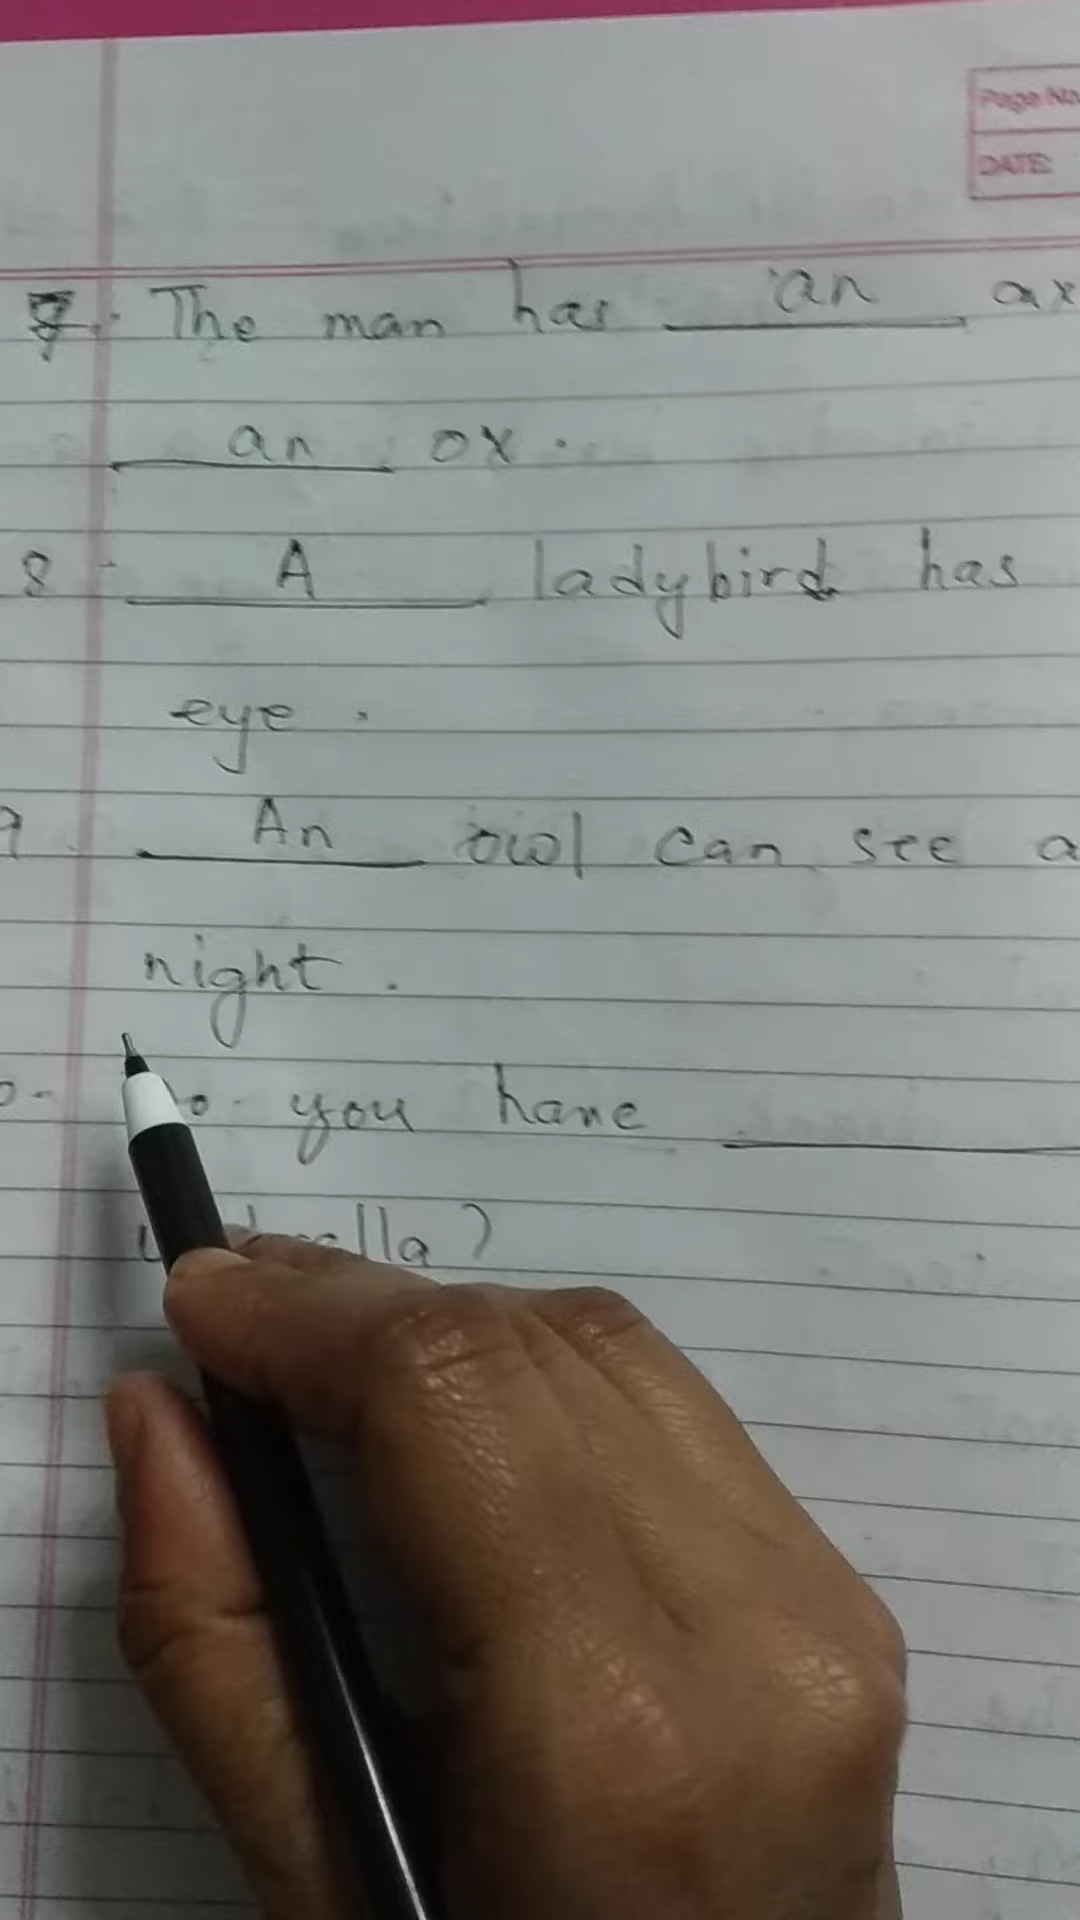 Page No
DATE:
7. The man has an ax
an ox.
8. A ladybird has
eye.
9 An owl can see a
night.
you have
?